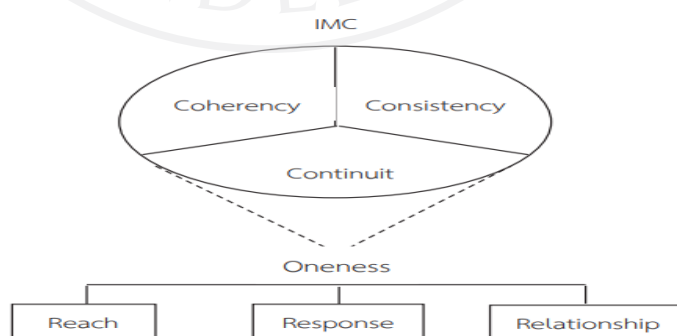 IMC
Coherency Consistency
Continuit
Oneness
Reach Response Relationship